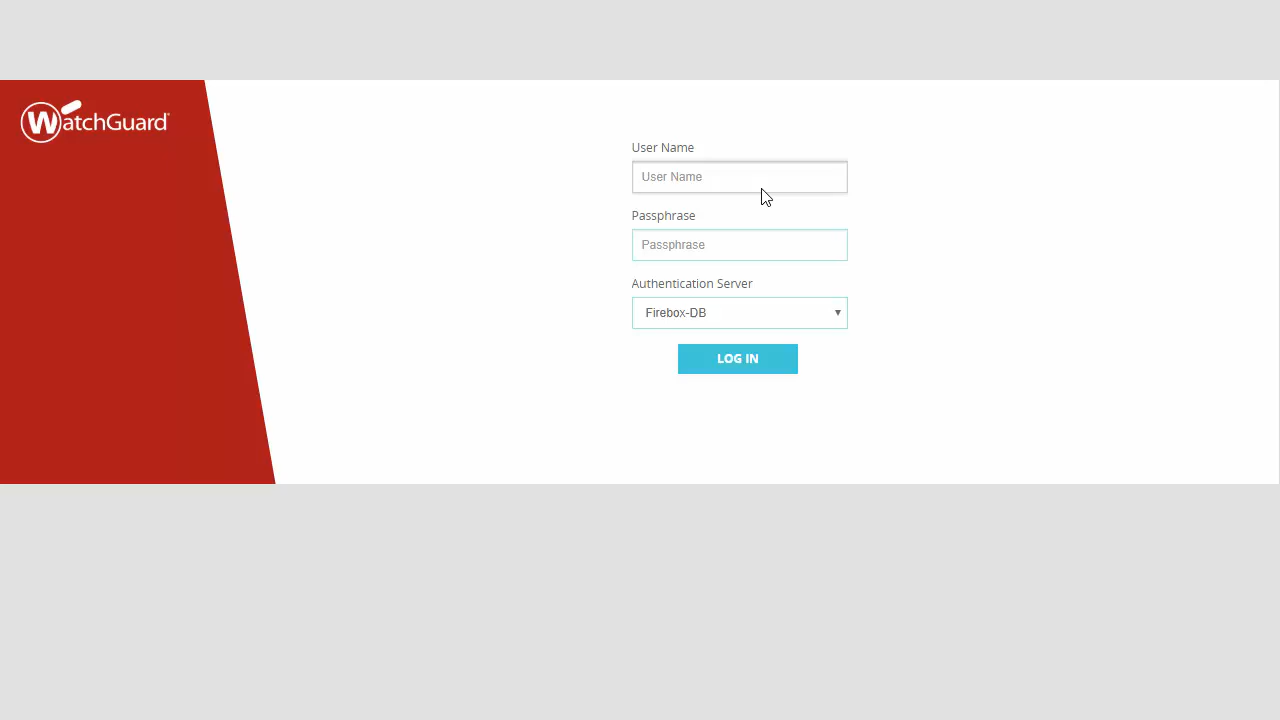 WatchGuard
User Name
User Name
Passphrase
Passphrase
Authentication Server
Firebox-DB
LOG IN